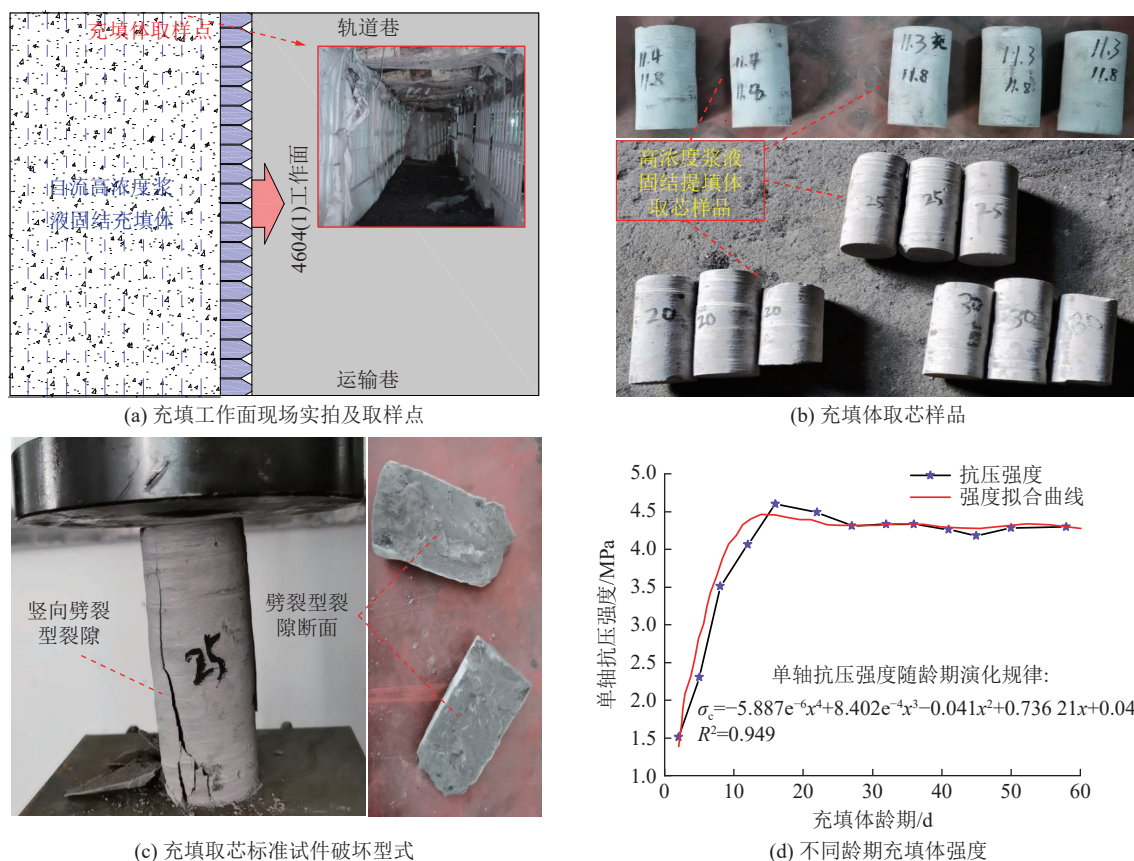 充填体取样点
轨道巷
自流高浓度浆
液固结充填体
4604(1)工作面
运输巷
(a) 充填工作面现场实拍及取样点
11.4
11.8
11.4
11.3
11.8
11.3
11.8
11.3
11.8
高浓度浆液
固结提填体
取芯样品
25
25
25
20
20
20
30
30
30
(b) 充填体取芯样品
竖向劈裂
型裂隙
25
劈裂型裂
隙断面
(c) 充填取芯标准试件破坏型式
抗压强度
强度拟合曲线
单轴抗压强度/MPa
5.0
4.5
4.0
3.5
3.0
2.5
2.0
1.5
1.0
单轴抗压强度随龄期演化规律:
σc=−5.887e⁻⁶x⁴+8.402e⁻⁴x³−0.041x²+0.736 21x+0.04
R²=0.949
0 10 20 30 40 50 60
充填体龄期/d
(d) 不同龄期充填体强度